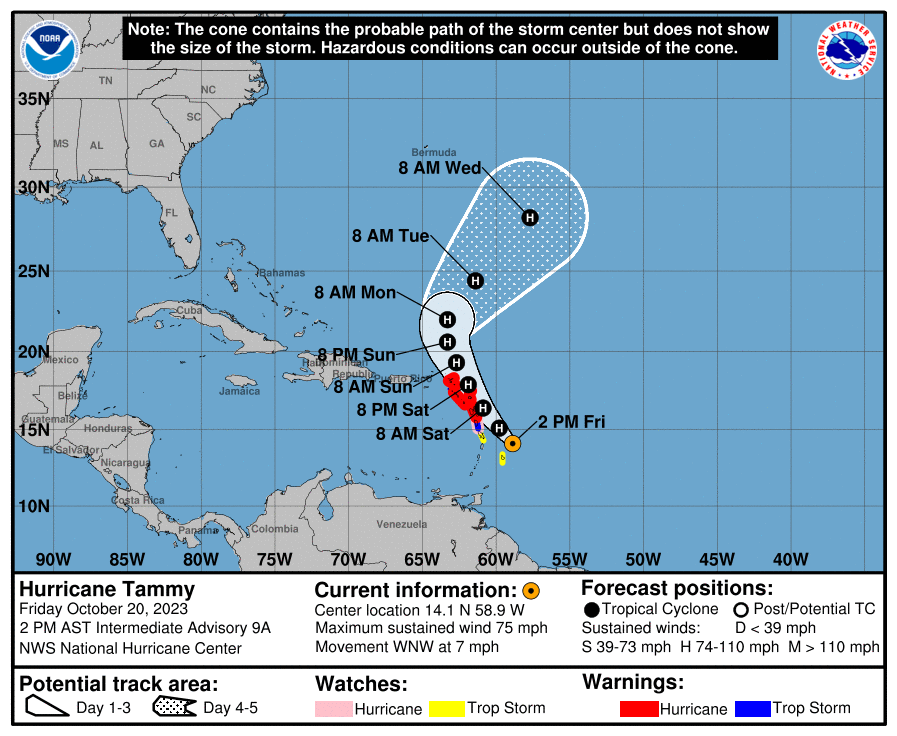 Note: The cone contains the probable path of the storm center but does not show
the size of the storm. Hazardous conditions can occur outside of the cone.
NOAA
NATIONAL WEATHER SERVICE
TN
NC
SC
MS
AL
GA
FL
35N
30N
25N
20N
15N
10N
Bermuda
8 AM Wed
8 AM Tue
8 AM Mon
8 PM Sun
8 AM Sun
8 PM Sat
8 AM Sat
2 PM Fri
H
H
H
H
H
H
H
H
Bahamas
Cuba
Mexico
Jamaica
Puerto Rico
Belize
Guatemala
Honduras
El Salvador
Nicaragua
Costa Rica
Panama
Colombia
Venezuela
90W 85W 80W 75W 70W 65W 60W 55W 50W 45W 40W
Hurricane Tammy
Friday October 20, 2023
2 PM AST Intermediate Advisory 9A
NWS National Hurricane Center
Current information:
Center location 14.1 N 58.9 W
Maximum sustained wind 75 mph
Movement WNW at 7 mph
Forecast positions:
Tropical Cyclone Post/Potential TC
Sustained winds: D < 39 mph
S 39-73 mph H 74-110 mph M > 110 mph
Potential track area:
Day 1-3 Day 4-5
Watches:
Hurricane Trop Storm
Warnings:
Hurricane Trop Storm